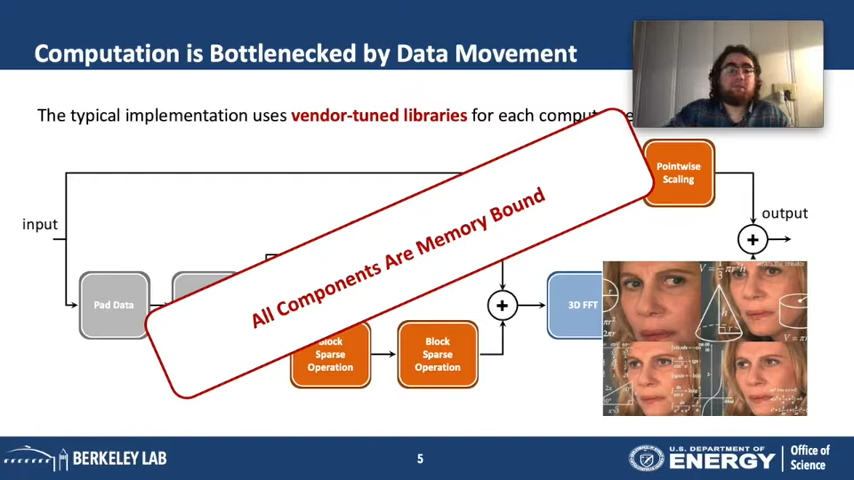 Computation is Bottlenecked by Data Movement
The typical implementation uses vendor-tuned libraries for each
Pointwise
Scaling
input
output
All Components Are Memory Bound
+
Pad Data
+
3D FFT
Block
Sparse
Operation
Block
Sparse
Operation
BERKELEY LAB
5
U.S. DEPARTMENT OF
ENERGY
Office of
Science